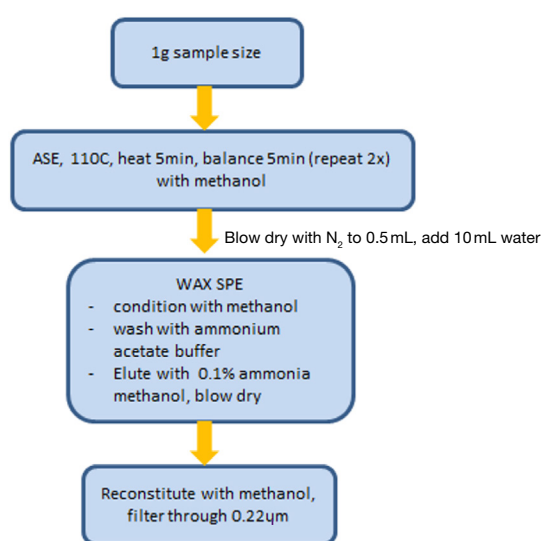 1g sample size
ASE, 110C, heat 5min, balance 5min (repeat 2x)
with methanol
Blow dry with N₂ to 0.5 mL, add 10 mL water
WAX SPE
- condition with methanol
- wash with ammonium
acetate buffer
- Elute with 0.1% ammonia
methanol, blow dry
Reconstitute with methanol,
filter through 0.22ųm